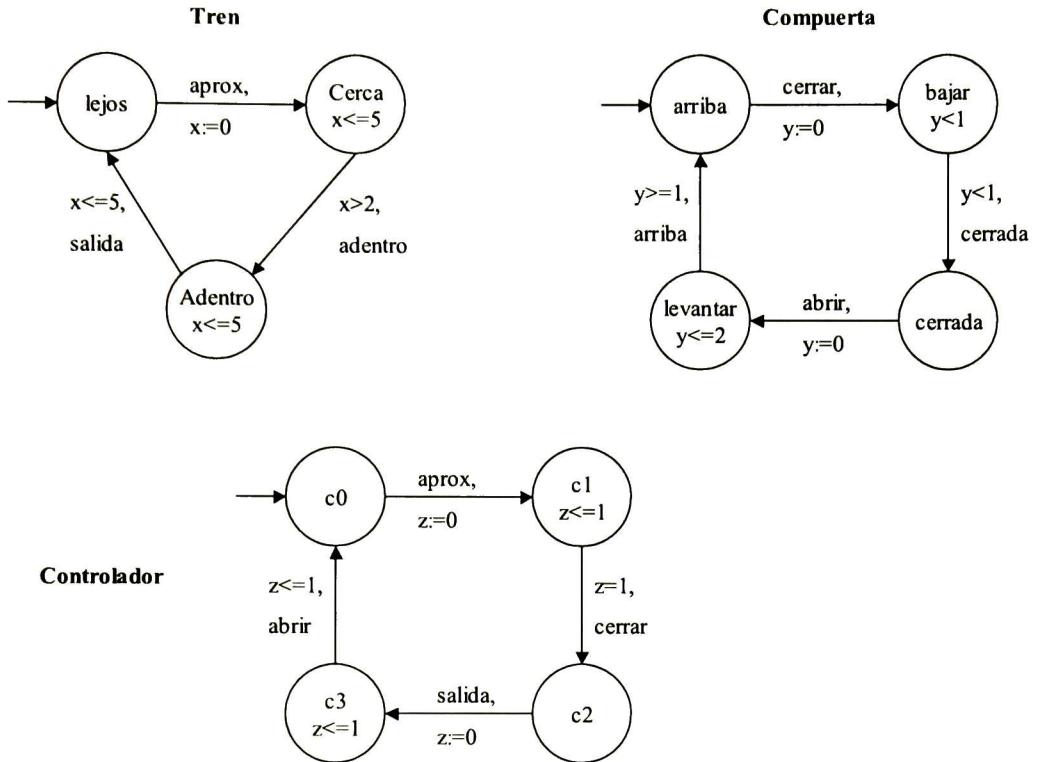 Tren
lejos
aprox,
x:=0
Cerca
x<=5
x>2,
adentro
Adentro
x<=5
x<=5,
salida
Compuerta
arriba
cerrar,
y:=0
bajar
y<1
y<1,
cerrada
cerrada
abrir,
y:=0
levantar
y<=2
y>=1,
arriba
Controlador
c0
aprox,
z:=0
c1
z<=1
z=1,
cerrar
c2
salida,
z:=0
c3
z<=1
z<=1,
abrir